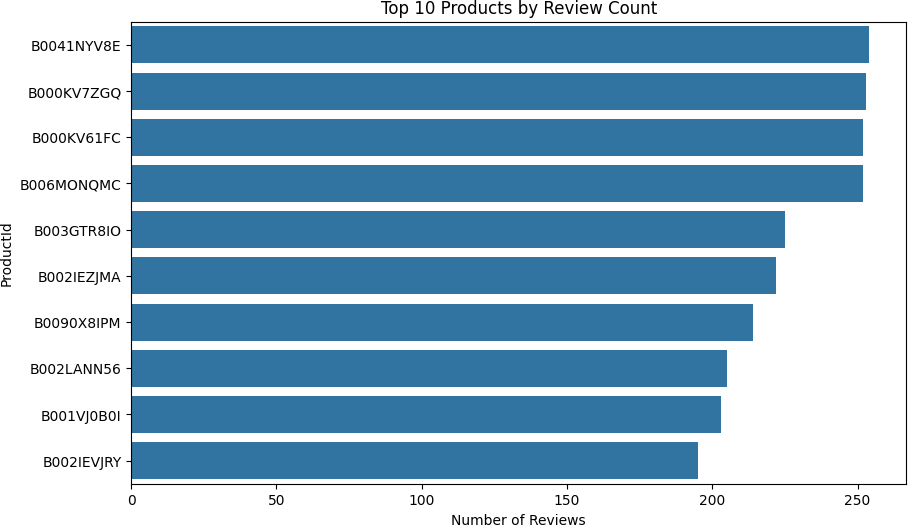 Top 10 Products by Review Count
ProductId
B0041NYV8E
B000KV7ZGQ
B000KV61FC
B006MONQMC
B003GTR8IO
B002IEZJMA
B0090X8IPM
B002LANN56
B001VJ0B0I
B002IEVJRY
0 50 100 150 200 250
Number of Reviews